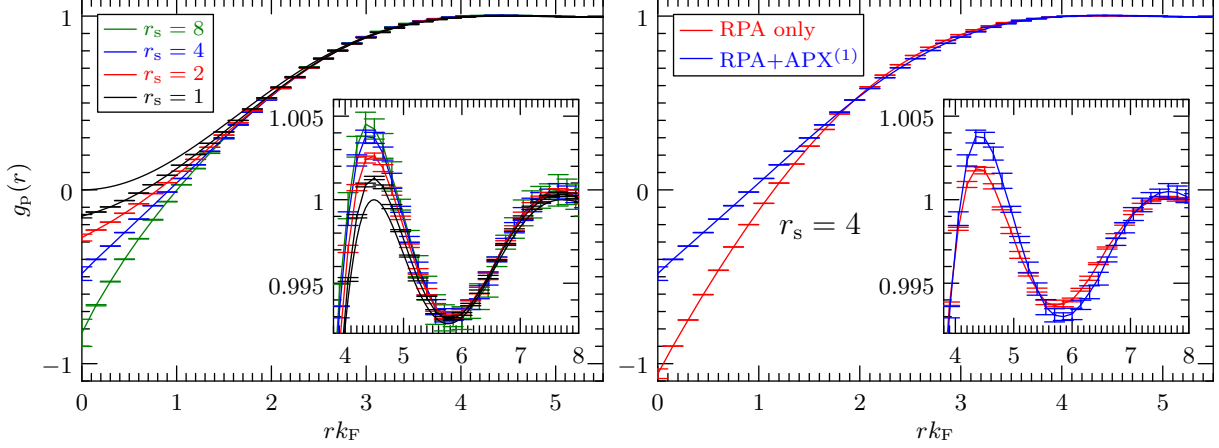 g_p(r)
1
0
−1
r_s = 8
r_s = 4
r_s = 2
r_s = 1
1.005
1
0.995
4 5 6 7 8
0 1 2 3 4 5
rk_F
1
0
−1
RPA only
RPA+APX^(1)
r_s = 4
1.005
1
0.995
4 5 6 7 8
0 1 2 3 4 5
rk_F